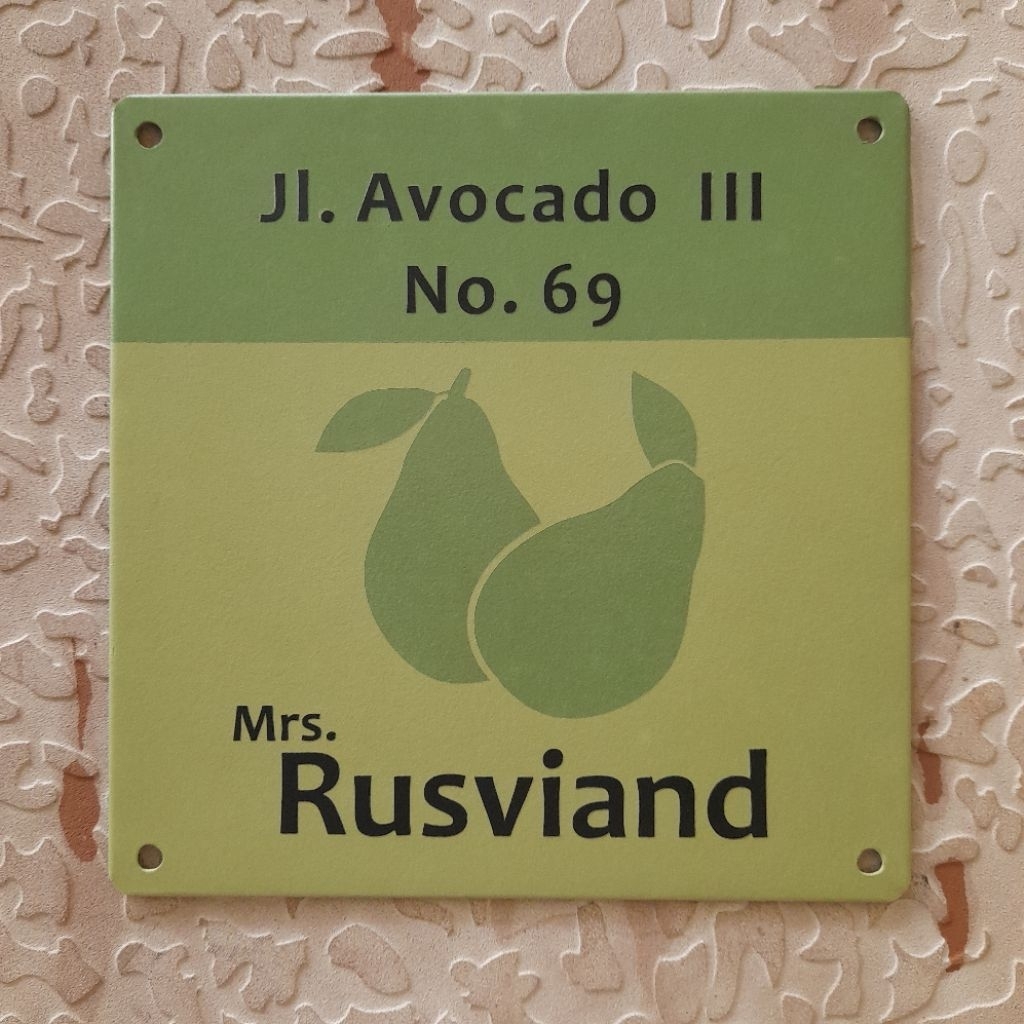 Jl. Avocado III
No. 69
Mrs.
Rusviand